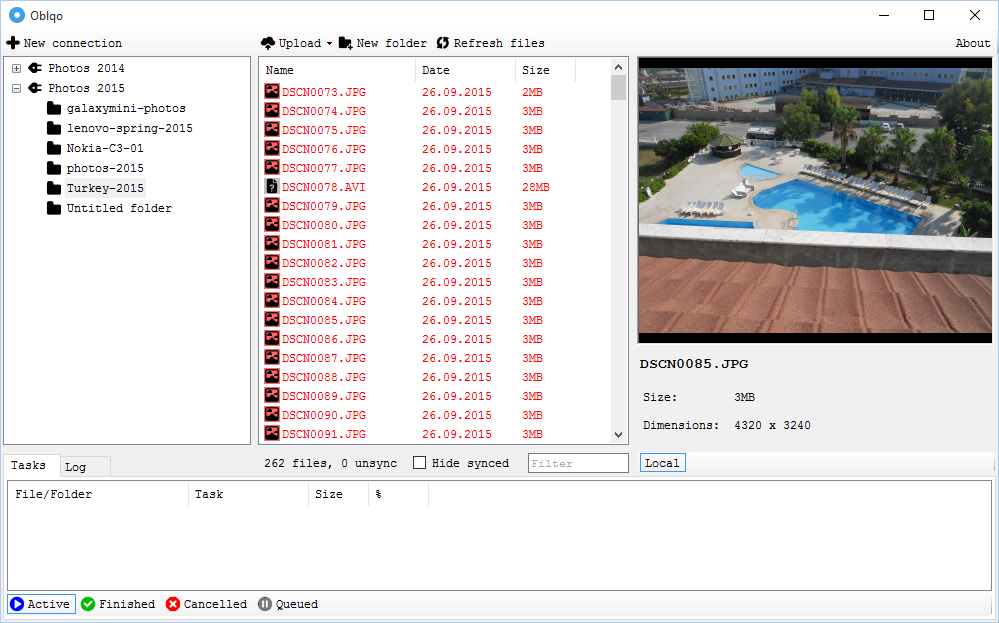 Oblqo
New connection
Upload New folder Refresh files
About
Photos 2014
Photos 2015
galaxymini-photos
lenovo-spring-2015
Nokia-C3-01
photos-2015
Turkey-2015
Untitled folder
Name Date Size
DSCN0073.JPG 26.09.2015 2MB
DSCN0074.JPG 26.09.2015 3MB
DSCN0075.JPG 26.09.2015 3MB
DSCN0076.JPG 26.09.2015 3MB
DSCN0077.JPG 26.09.2015 3MB
DSCN0078.AVI 26.09.2015 28MB
DSCN0079.JPG 26.09.2015 3MB
DSCN0080.JPG 26.09.2015 3MB
DSCN0081.JPG 26.09.2015 3MB
DSCN0082.JPG 26.09.2015 3MB
DSCN0083.JPG 26.09.2015 3MB
DSCN0084.JPG 26.09.2015 3MB
DSCN0085.JPG 26.09.2015 3MB
DSCN0086.JPG 26.09.2015 3MB
DSCN0087.JPG 26.09.2015 3MB
DSCN0088.JPG 26.09.2015 3MB
DSCN0089.JPG 26.09.2015 3MB
DSCN0090.JPG 26.09.2015 3MB
DSCN0091.JPG 26.09.2015 3MB
262 files, 0 unsync Hide synced Filter
DSCN0085.JPG
Size: 3MB
Dimensions: 4320 x 3240
Local
Tasks Log
File/Folder Task Size %
Active Finished Cancelled Queued